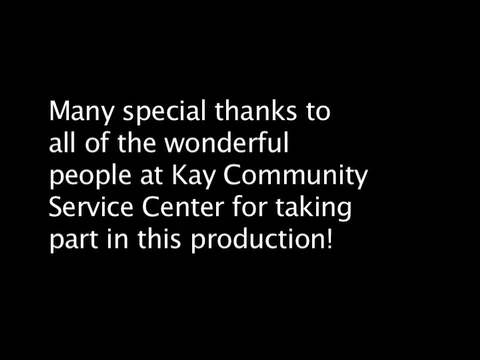 Many special thanks to
all of the wonderful
people at Kay Community
Service Center for taking
part in this production!